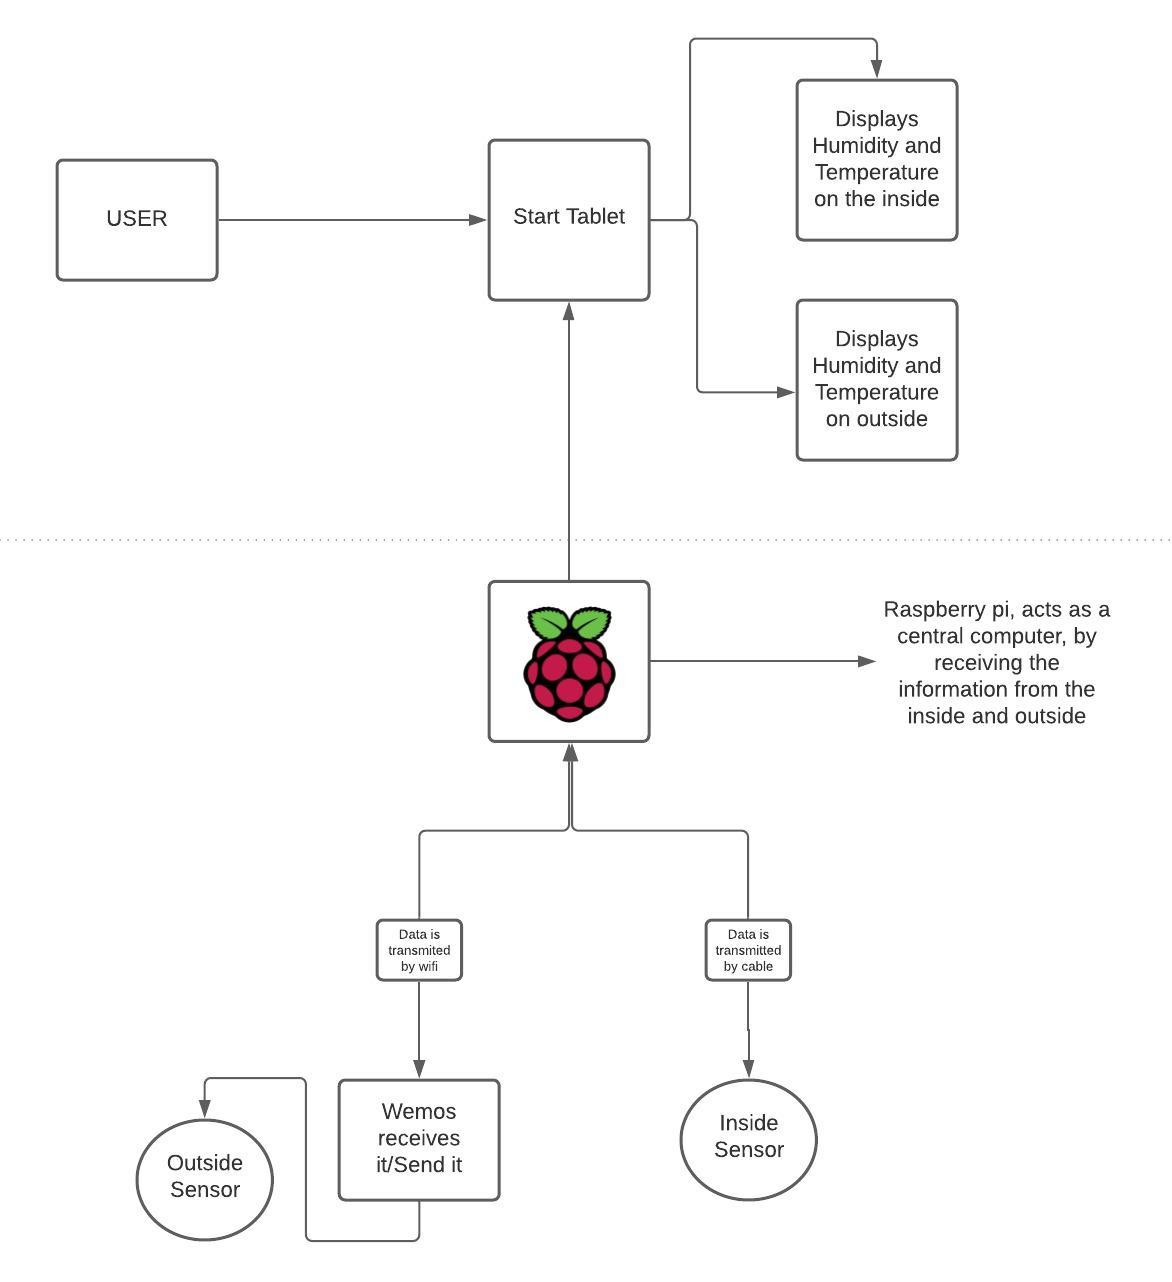 USER
Start Tablet
Displays
Humidity and
Temperature
on the inside
Displays
Humidity and
Temperature
on outside
Raspberry pi, acts as a
central computer, by
receiving the
information from the
inside and outside
Data is
transmited
by wifi
Data is
transmitted
by cable
Wemos
receives
it/Send it
Inside
Sensor
Outside
Sensor